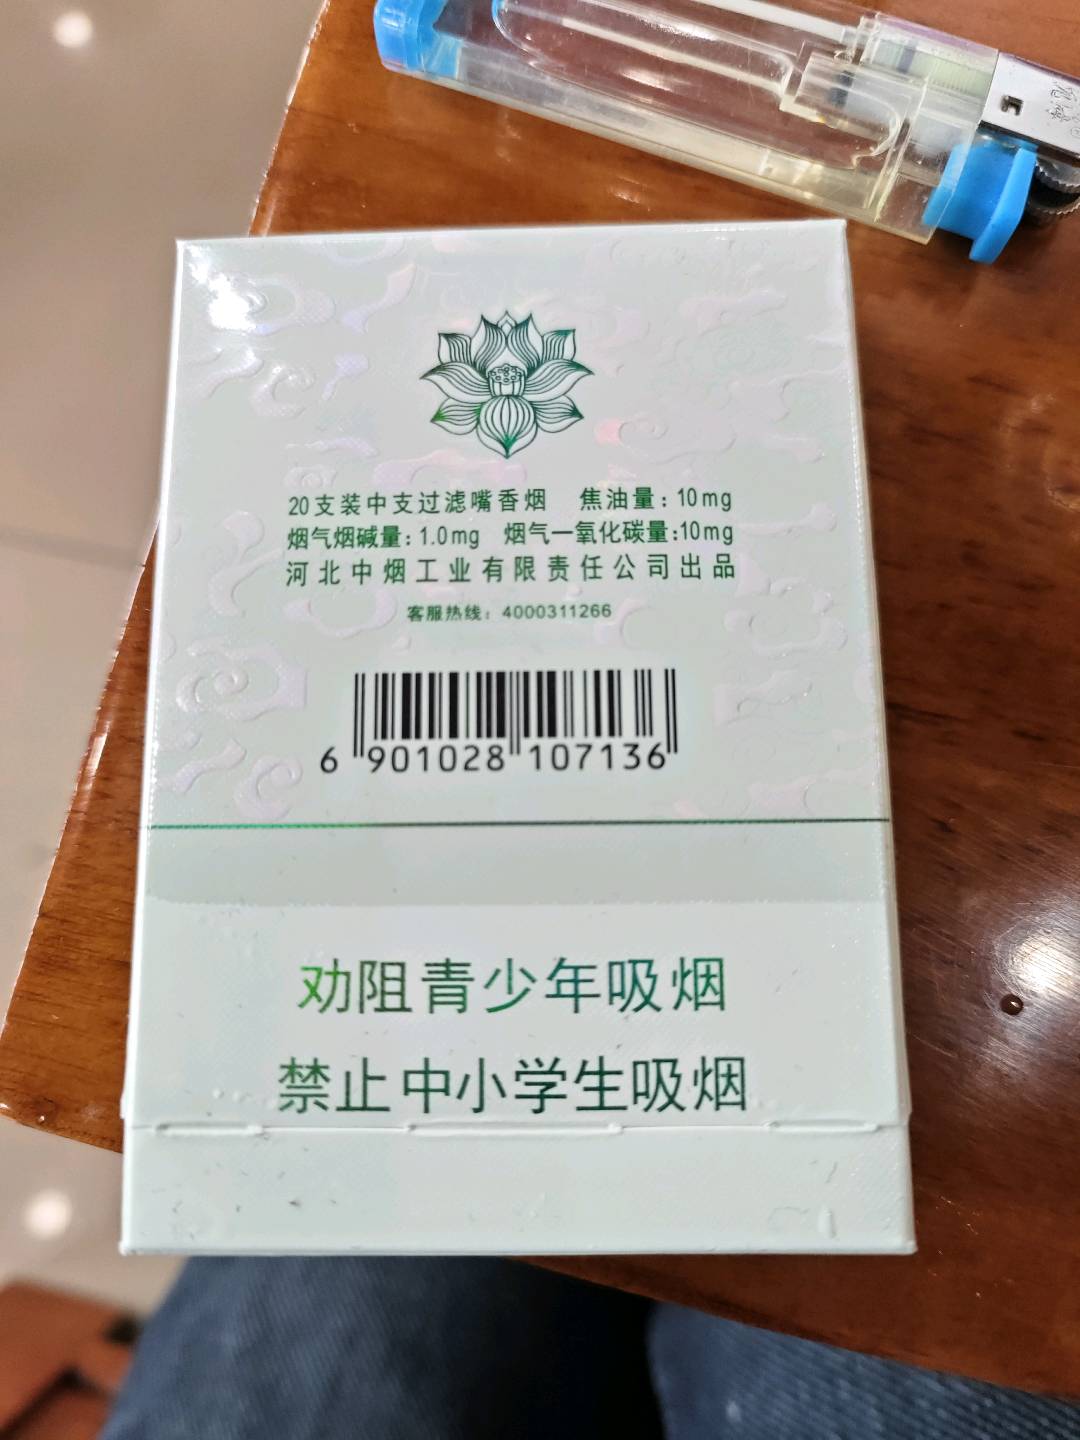 20支装中支过滤嘴香烟 焦油量：10mg
烟气烟碱量：1.0mg 烟气一氧化碳量：10mg
河北中烟工业有限责任公司出品
客服热线：4000311266
6 901028 107136
劝阻青少年吸烟
禁止中小学生吸烟